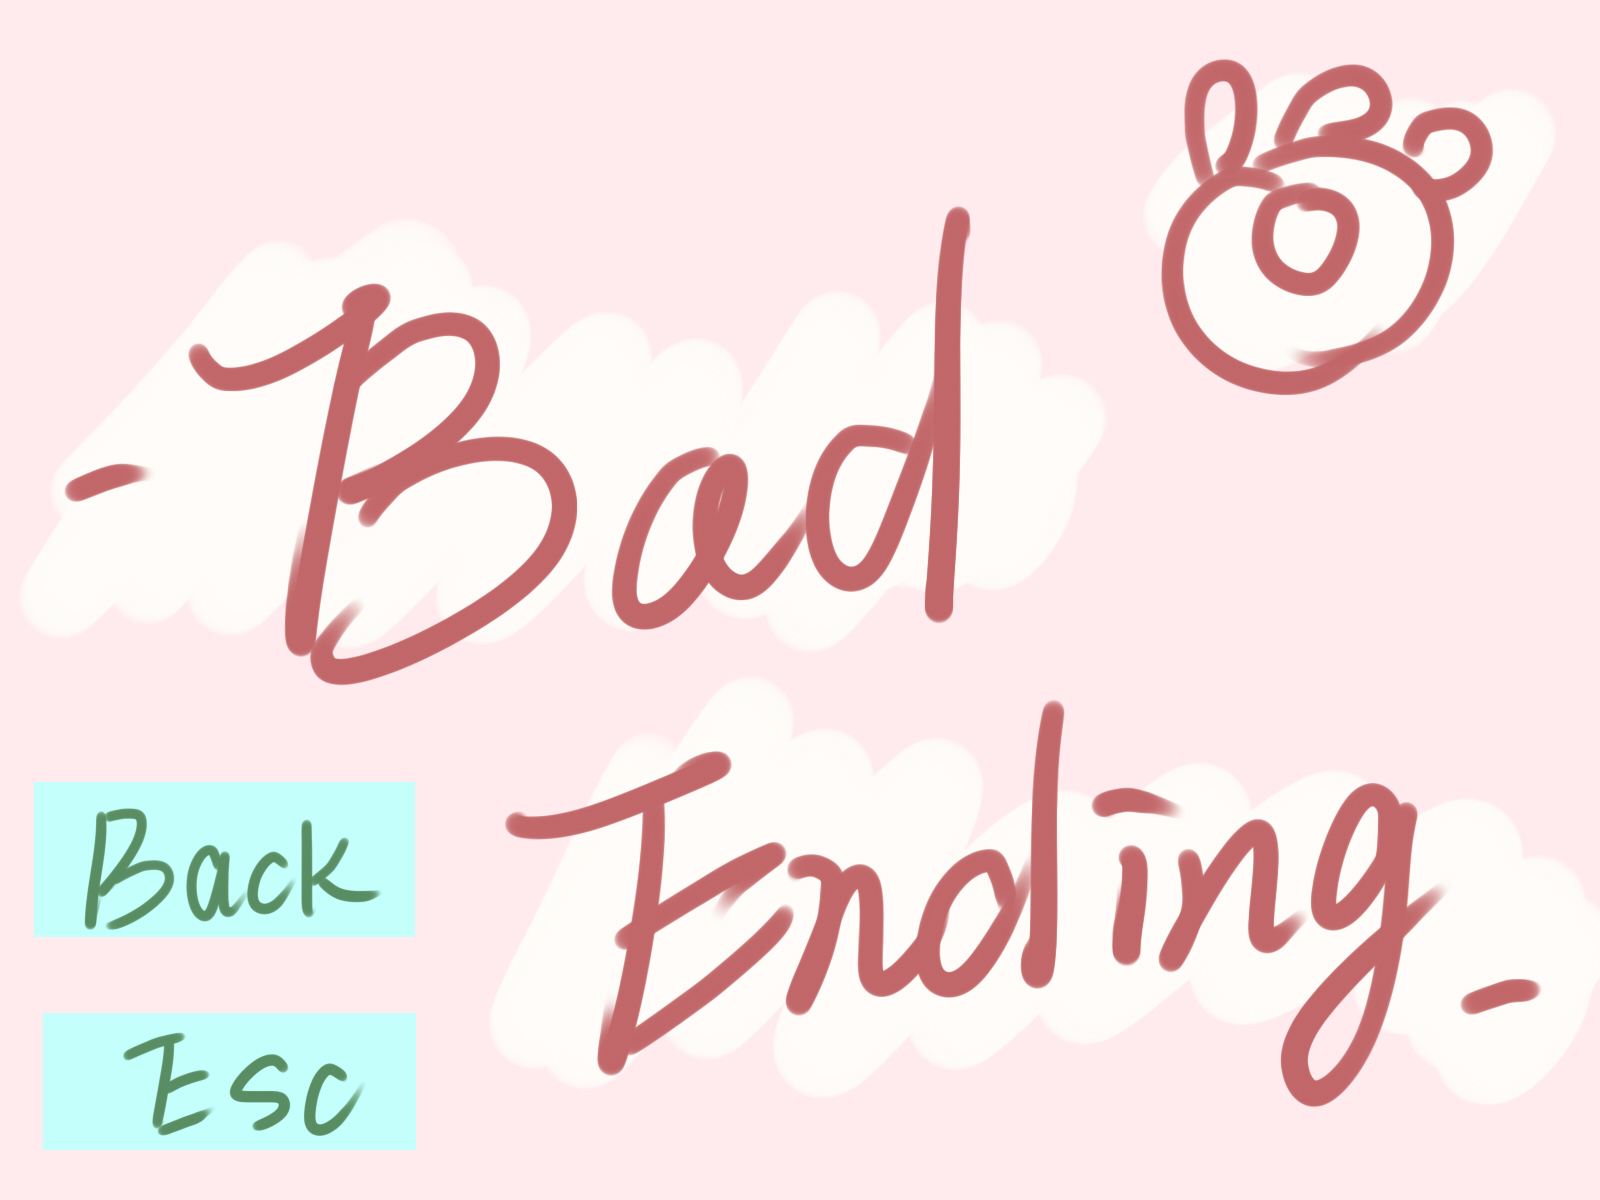 - Bad
Ending -
Back
Esc